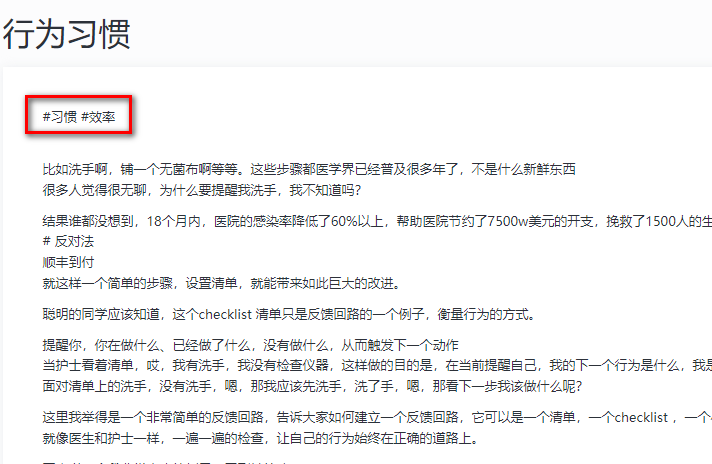 行为习惯
#习惯 #效率
比如洗手啊，铺一个无菌布啊等等。这些步骤都医学界已经普及很多年了，不是什么新鲜东西
很多人觉得很无聊，为什么要提醒我洗手，我不知道吗？
结果谁都没想到，18个月内，医院的感染率降低了60%以上，帮助医院节约了7500w美元的开支，挽救了1500人的生
# 反对法
顺丰到付
就这样一个简单的步骤，设置清单，就能带来如此巨大的改进。
聪明的同学应该知道，这个checklist 清单只是反馈回路的一个例子，衡量行为的方式。
提醒你，你在做什么、已经做了什么，没有做什么，从而触发下一个动作
当护士看着清单，哎，我有洗手，我没有检查仪器，这样做的目的是，在当前提醒自己，我的下一个行为是什么，我是
面对清单上的洗手，没有洗手，嗯，那我应该先洗手，洗了手，嗯，那看下一步我该做什么呢？
这里我举得是一个非常简单的反馈回路，告诉大家如何建立一个反馈回路，它可以是一个清单，一个checklist ，一个
就像医生和护士一样，一遍一遍的检查，让自己的行为始终在正确的道路上。